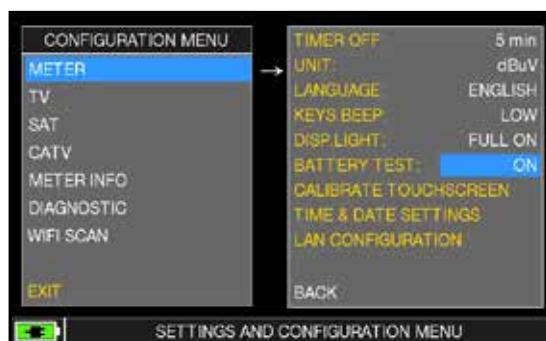 CONFIGURATION MENU
METER
TV
SAT
CATV
METER INFO
DIAGNOSTIC
WIFI SCAN
EXIT
TIMER OFF 5 min
UNIT: dBuV
LANGUAGE ENGLISH
KEYS BEEP LOW
DISP.LIGHT: FULL ON
BATTERY TEST: ON
CALIBRATE TOUCHSCREEN
TIME & DATE SETTINGS
LAN CONFIGURATION
BACK
SETTINGS AND CONFIGURATION MENU